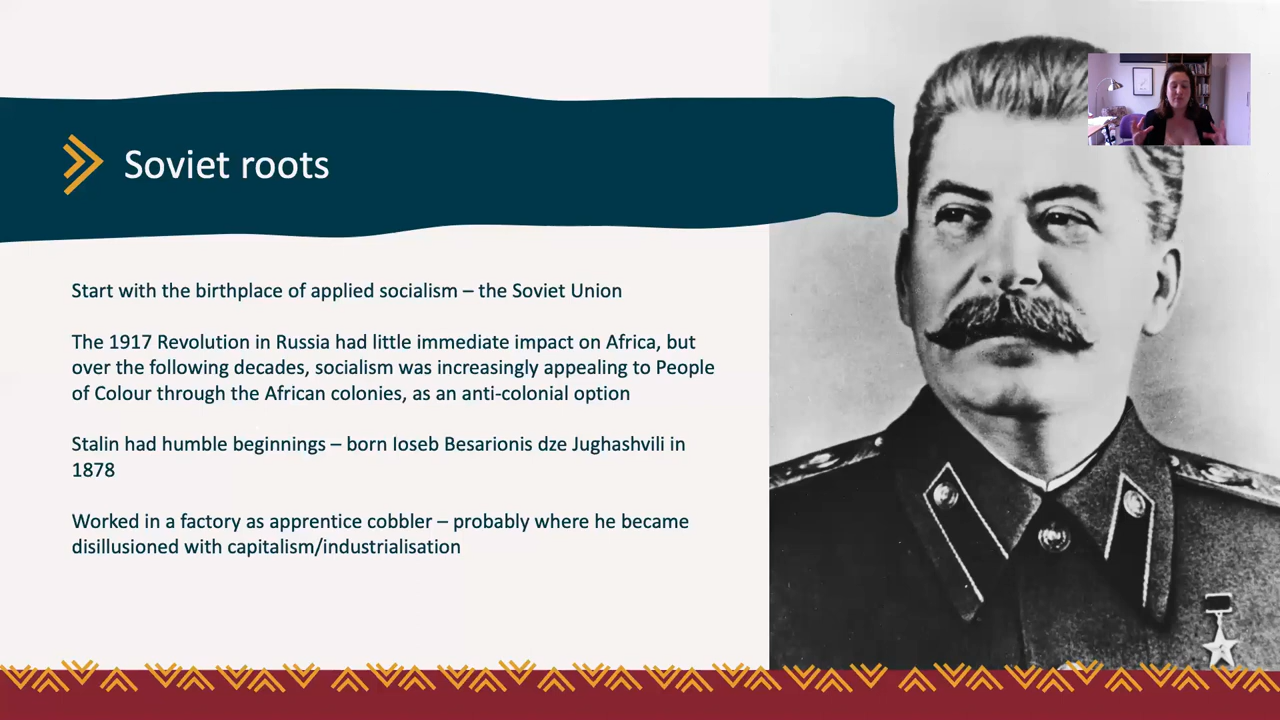 Soviet roots
Start with the birthplace of applied socialism – the Soviet Union
The 1917 Revolution in Russia had little immediate impact on Africa, but
over the following decades, socialism was increasingly appealing to People
of Colour through the African colonies, as an anti-colonial option
Stalin had humble beginnings – born Ioseb Besarionis dze Jughashvili in
1878
Worked in a factory as apprentice cobbler – probably where he became
disillusioned with capitalism/industrialisation